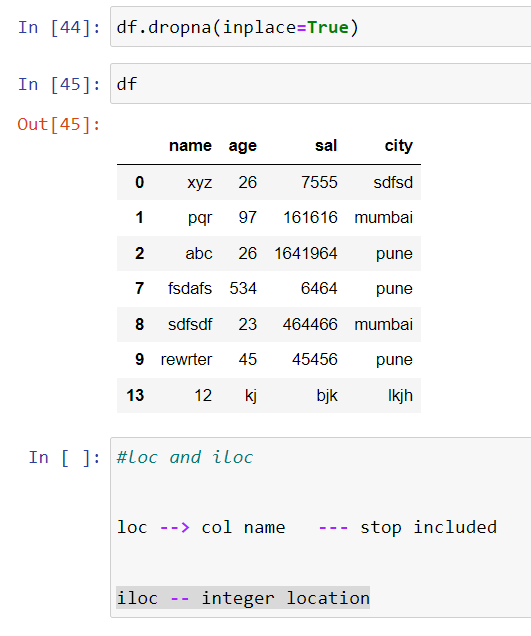 In [44]: df.dropna(inplace=True)
In [45]: df
Out[45]:
name age sal city
0 xyz 26 7555 sdfsd
1 pqr 97 161616 mumbai
2 abc 26 1641964 pune
7 fsdafs 534 6464 pune
8 sdfsdf 23 464466 mumbai
9 rewrter 45 45456 pune
13 12 kj bjk lkjh
In [ ]: #loc and iloc
loc --> col name --- stop included
iloc -- integer location